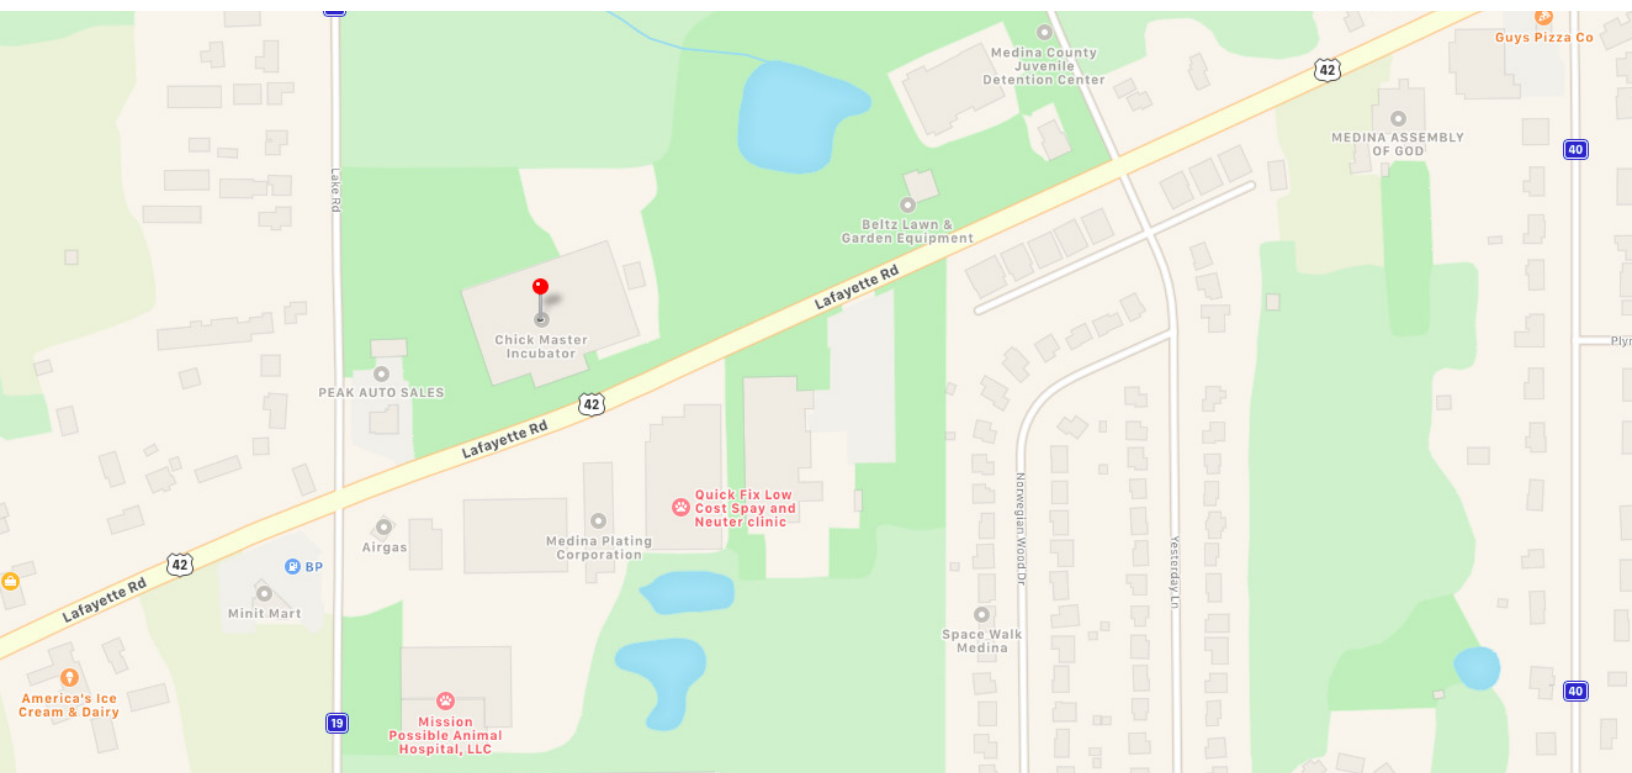 19
Guys Pizza Co
Medina County
Juvenile
Detention Center
42
MEDINA ASSEMBLY
OF GOD
40
Lake Rd
Beltz Lawn &
Garden Equipment
Lafayette Rd
Chick Master
Incubator
PEAK AUTO SALES
42
Lafayette Rd
Quick Fix Low
Cost Spay and
Neuter clinic
Airgas
Medina Plating
Corporation
42
BP
Lafayette Rd
Minit Mart
Norwegian Wood Dr
Yesterday Ln
Space Walk
Medina
America's Ice
Cream & Dairy
19
Mission
Possible Animal
Hospital, LLC
40